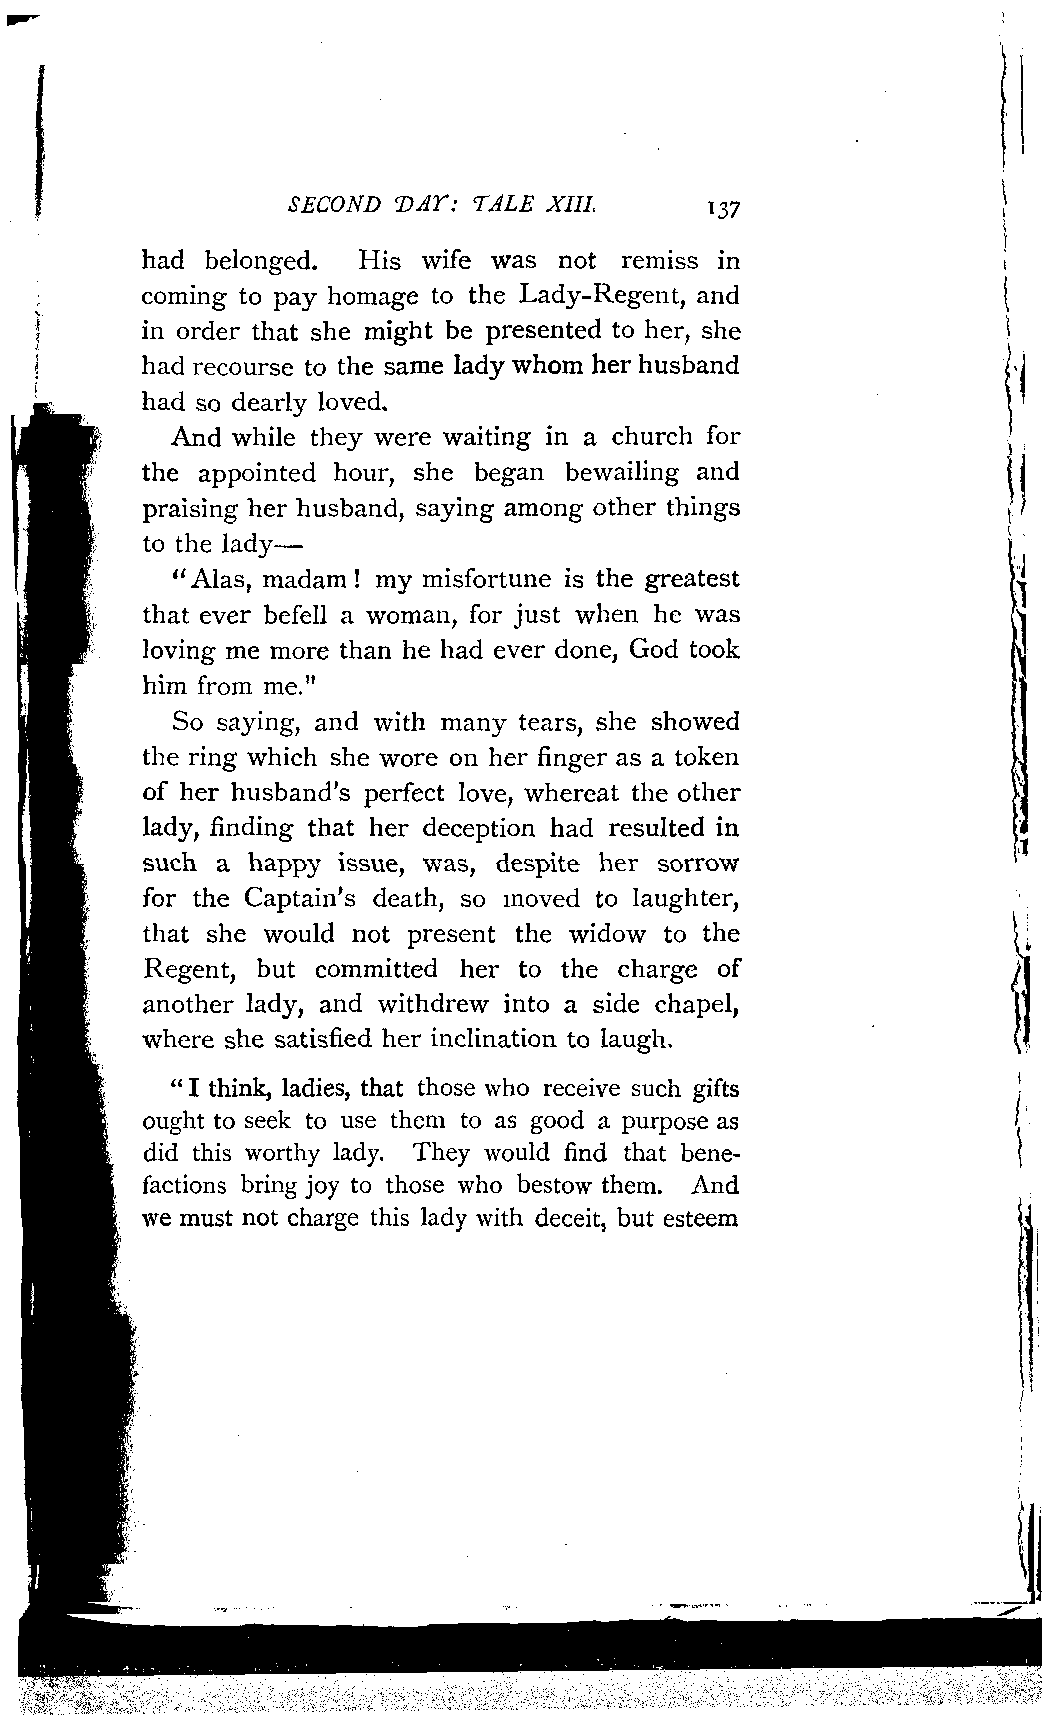 SECOND DAY: TALE XIII. 137
had belonged. His wife was not remiss in
coming to pay homage to the Lady-Regent, and
in order that she might be presented to her, she
had recourse to the same lady whom her husband
had so dearly loved.
And while they were waiting in a church for
the appointed hour, she began bewailing and
praising her husband, saying among other things
to the lady—
"Alas, madam! my misfortune is the greatest
that ever befell a woman, for just when he was
loving me more than he had ever done, God took
him from me."
So saying, and with many tears, she showed
the ring which she wore on her finger as a token
of her husband's perfect love, whereat the other
lady, finding that her deception had resulted in
such a happy issue, was, despite her sorrow
for the Captain's death, so moved to laughter,
that she would not present the widow to the
Regent, but committed her to the charge of
another lady, and withdrew into a side chapel,
where she satisfied her inclination to laugh.
"I think, ladies, that those who receive such gifts
ought to seek to use them to as good a purpose as
did this worthy lady. They would find that bene-
factions bring joy to those who bestow them. And
we must not charge this lady with deceit, but esteem